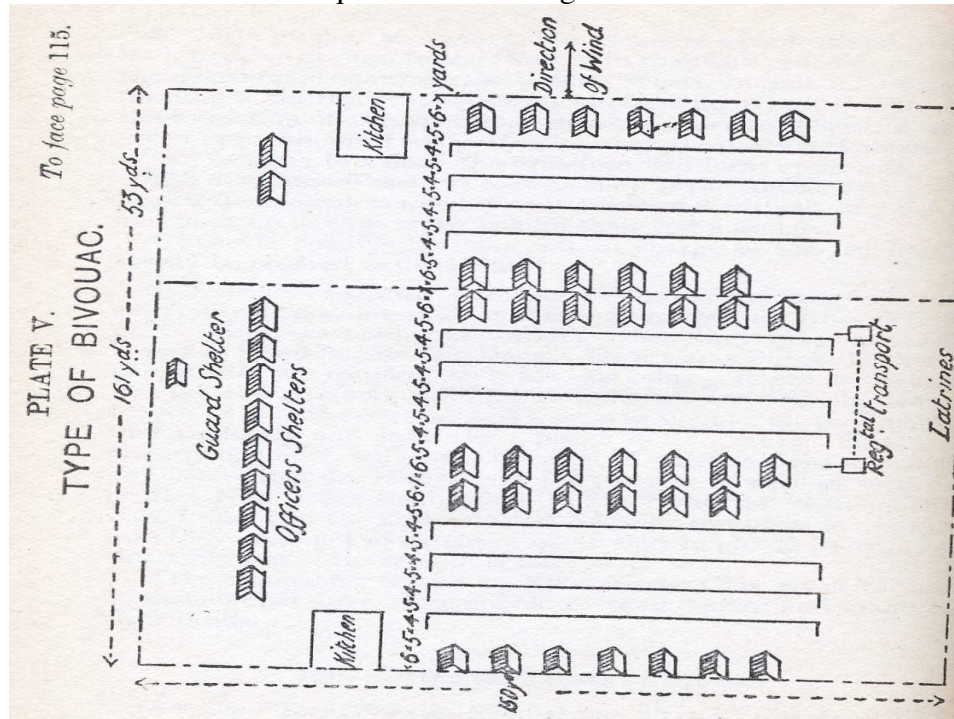 PLATE V.
To face page 115.
TYPE OF BIVOUAC.
161 yds
53 yds
Guard Shelter
Officers Shelters
Kitchen
Kitchen
yards
Direction
of Wind
150
Regtal transport
Latrines